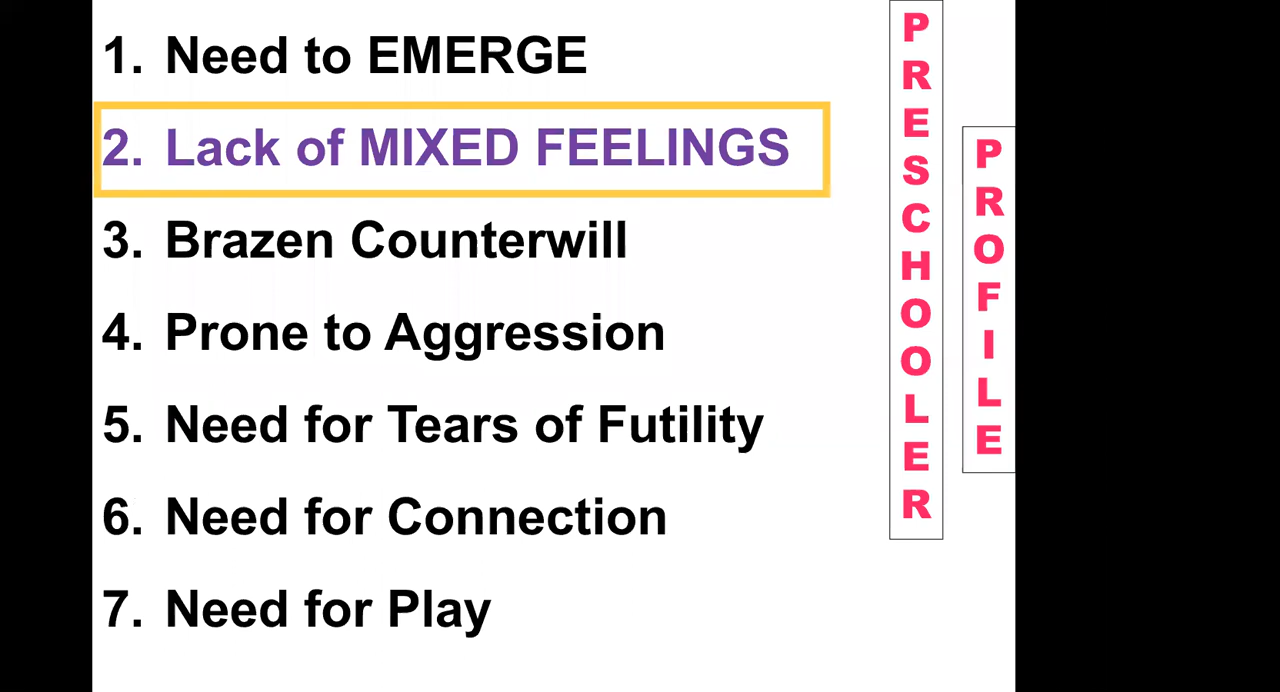 1. Need to EMERGE
2. Lack of MIXED FEELINGS
3. Brazen Counterwill
4. Prone to Aggression
5. Need for Tears of Futility
6. Need for Connection
7. Need for Play
PRESCHOOLER
PROFILE